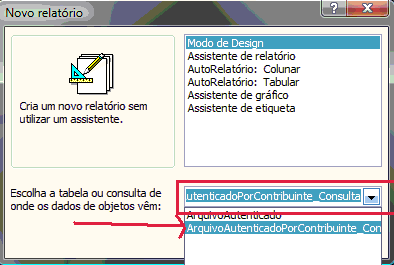 Novo relatório
Cria um novo relatório sem
utilizar um assistente.
Modo de Design
Assistente de relatório
AutoRelatório: Colunar
AutoRelatório: Tabular
Assistente de gráfico
Assistente de etiqueta
Escolha a tabela ou consulta de
onde os dados de objetos vêm:
utenticadoPorContribuinte_Consulta
ArquivoAutenticado
ArquivoAutenticadoPorContribuinte_Con